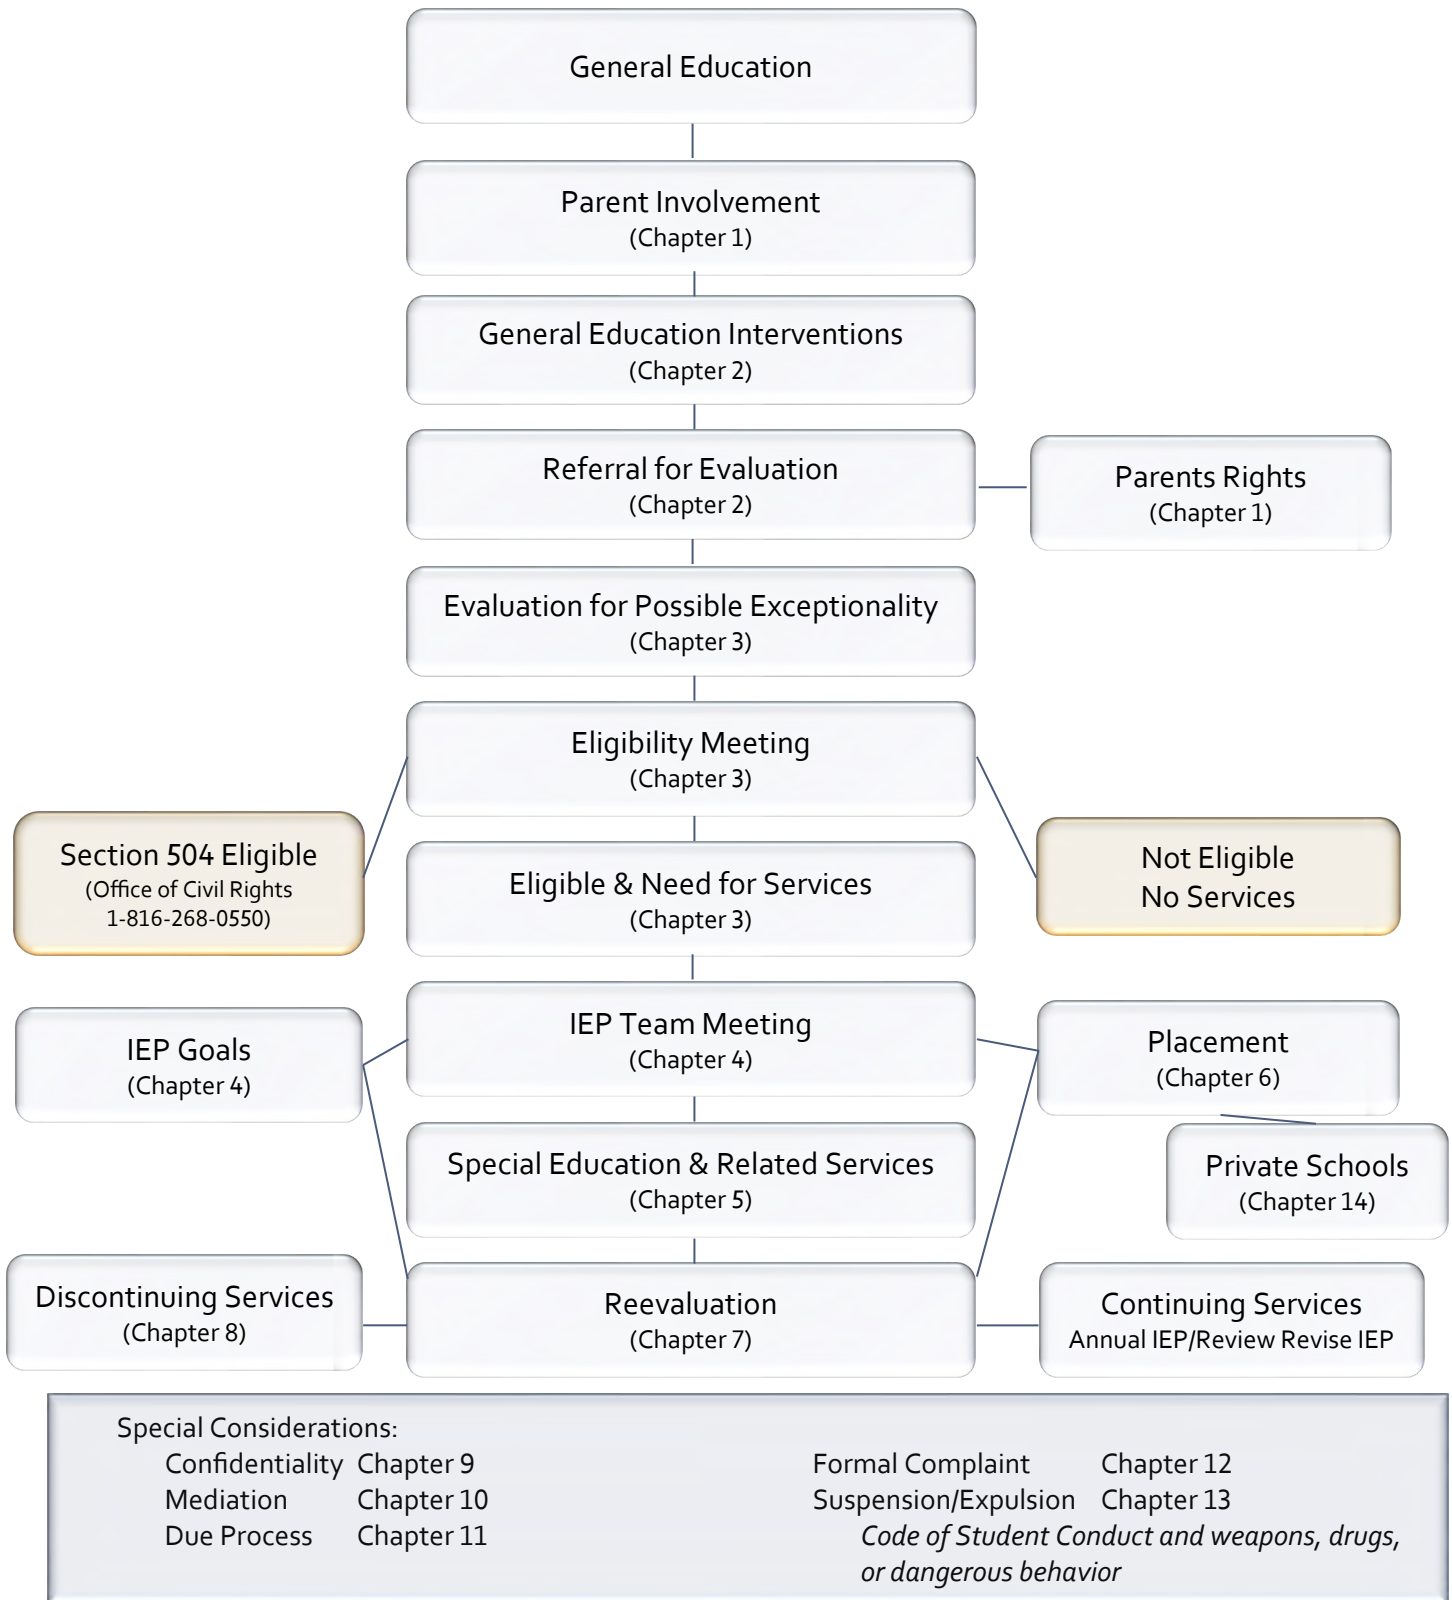 General Education
Parent Involvement
(Chapter 1)
General Education Interventions
(Chapter 2)
Referral for Evaluation
(Chapter 2)
Parents Rights
(Chapter 1)
Evaluation for Possible Exceptionality
(Chapter 3)
Eligibility Meeting
(Chapter 3)
Section 504 Eligible
(Office of Civil Rights
1-816-268-0550)
Eligible & Need for Services
(Chapter 3)
Not Eligible
No Services
IEP Goals
(Chapter 4)
IEP Team Meeting
(Chapter 4)
Placement
(Chapter 6)
Special Education & Related Services
(Chapter 5)
Private Schools
(Chapter 14)
Discontinuing Services
(Chapter 8)
Reevaluation
(Chapter 7)
Continuing Services
Annual IEP/Review Revise IEP
Special Considerations:
Confidentiality Chapter 9
Mediation Chapter 10
Due Process Chapter 11
Formal Complaint Chapter 12
Suspension/Expulsion Chapter 13
Code of Student Conduct and weapons, drugs,
or dangerous behavior